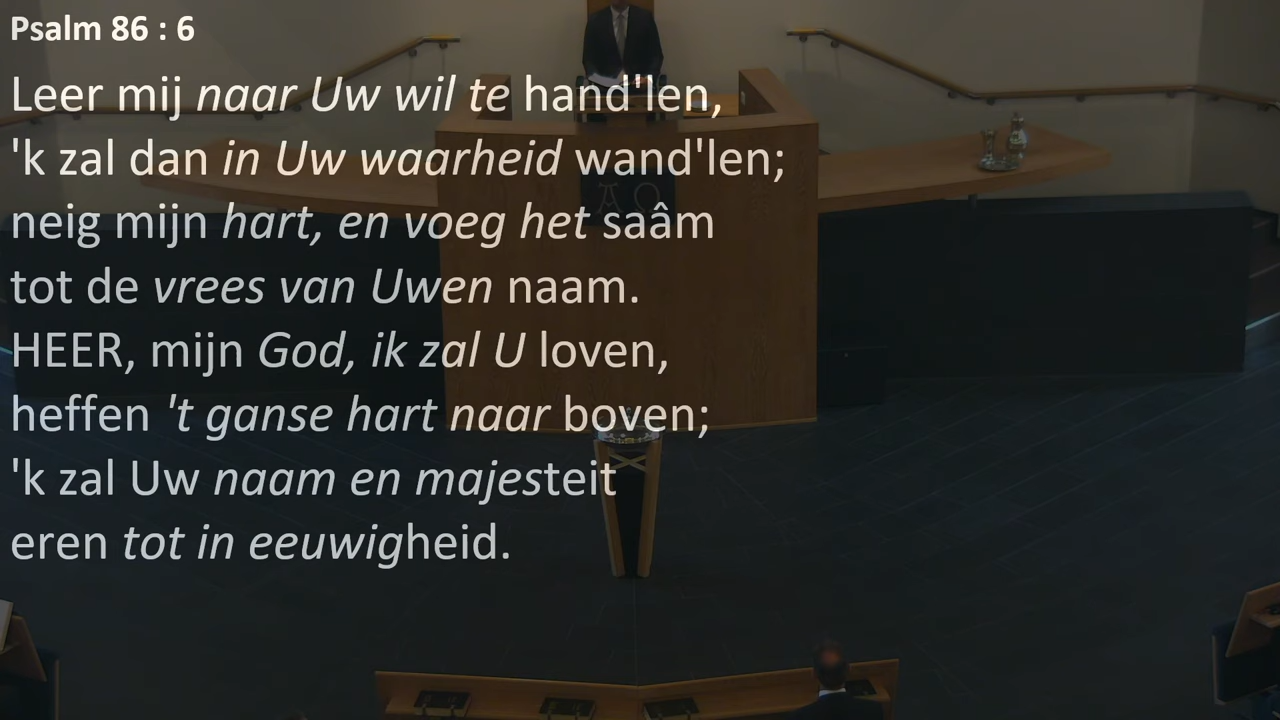 Psalm 86 : 6
Leer mij naar Uw wil te hand'len,
'k zal dan in Uw waarheid wand'len;
neig mijn hart, en voeg het saâm
tot de vrees van Uwen naam.
HEER, mijn God, ik zal U loven,
heffen 't ganse hart naar boven;
'k zal Uw naam en majesteit
eren tot in eeuwigheid.
Α Ω